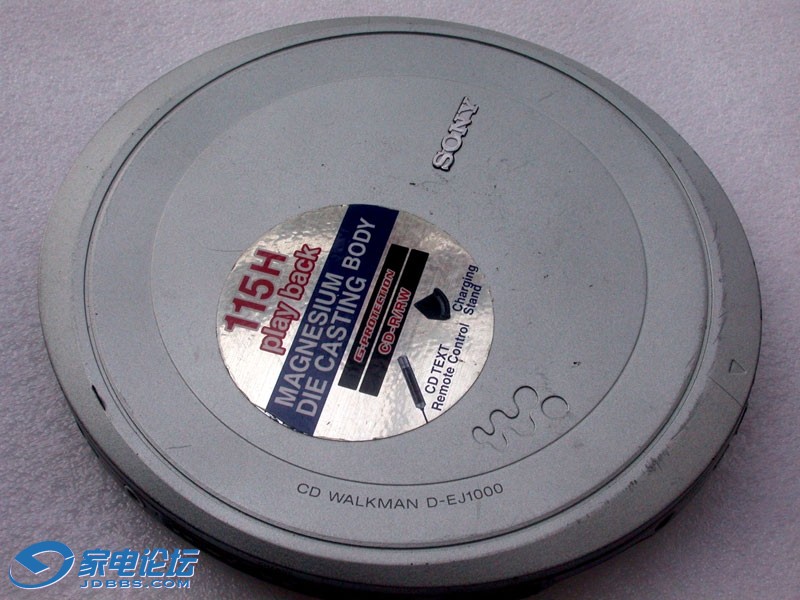 SONY
115H
play back
MAGNESIUM
DIE CASTING BODY
G-PROTECTION
CD-R/RW
CD TEXT
Remote Control
Charging
Stand
CD WALKMAN D-EJ1000
家电论坛
JDBBS.COM